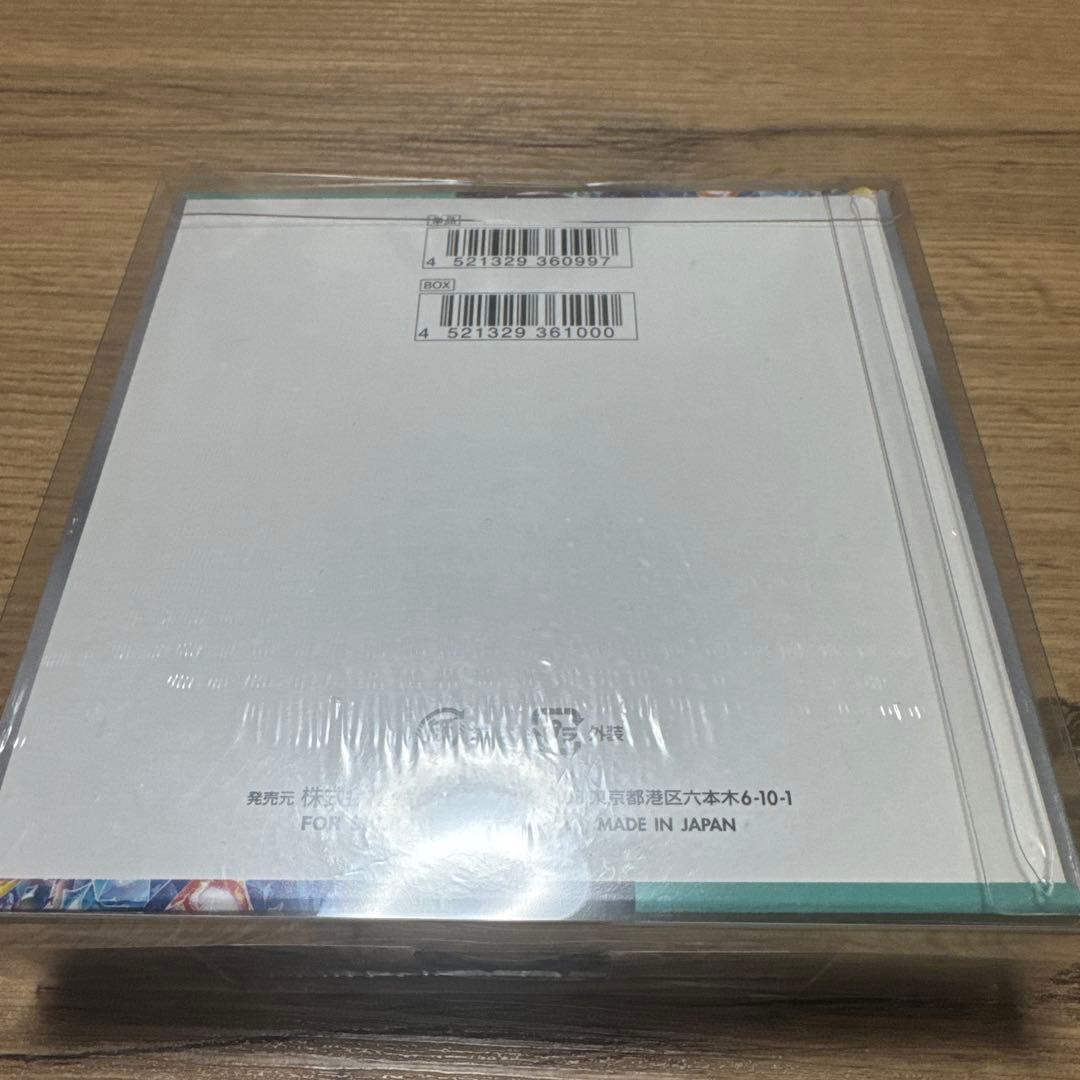 単品
4 521329 360997
BOX
4 521329 361000
外装
発売元 株式 東京都港区六本木6-10-1
FOR MADE IN JAPAN